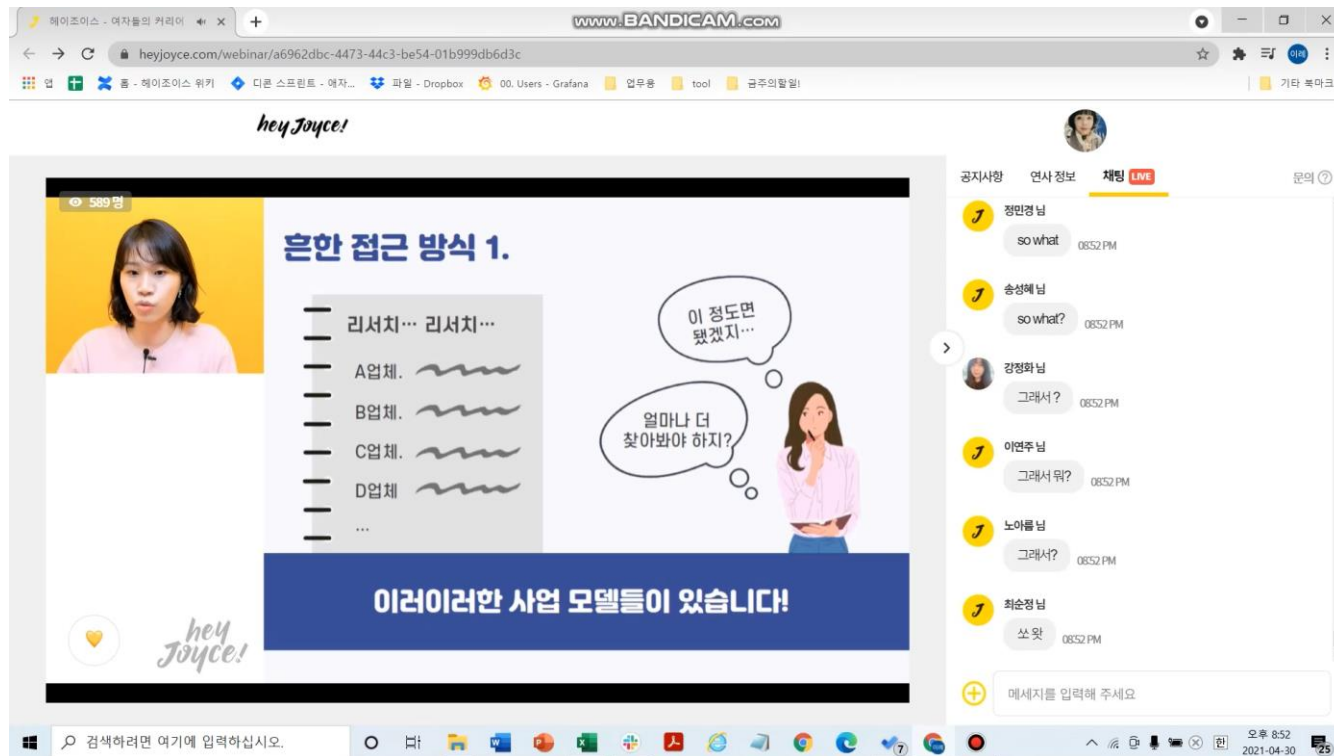 헤이조이스 - 여자들의 커리어
www.BANDICAM.com
heyjoyce.com/webinar/a6962dbc-4473-44c3-be54-01b999db6d3c
이레
앱
홈 - 헤이조이스 위키
디콘 스프린트 - 애자...
파일 - Dropbox
00. Users - Grafana
업무용
tool
금주의할일!
기타 북마크
hey Joyce!
589명
흔한 접근 방식 1.
리서치… 리서치…
A업체.
B업체.
C업체.
D업체
…
이 정도면
됐겠지…
얼마나 더
찾아봐야 하지?
이러이러한 사업 모델들이 있습니다!
hey
Joyce!
공지사항 연사 정보 채팅 LIVE 문의
정민경 님
so what 08:52 PM
송성혜 님
so what? 08:52 PM
강정화 님
그래서 ? 08:52 PM
이연주 님
그래서 뭐? 08:52 PM
노아름 님
그래서? 08:52 PM
최순정 님
쏘 왓 08:52 PM
메세지를 입력해 주세요
검색하려면 여기에 입력하십시오.
7
한
오후 8:52
2021-04-30
23